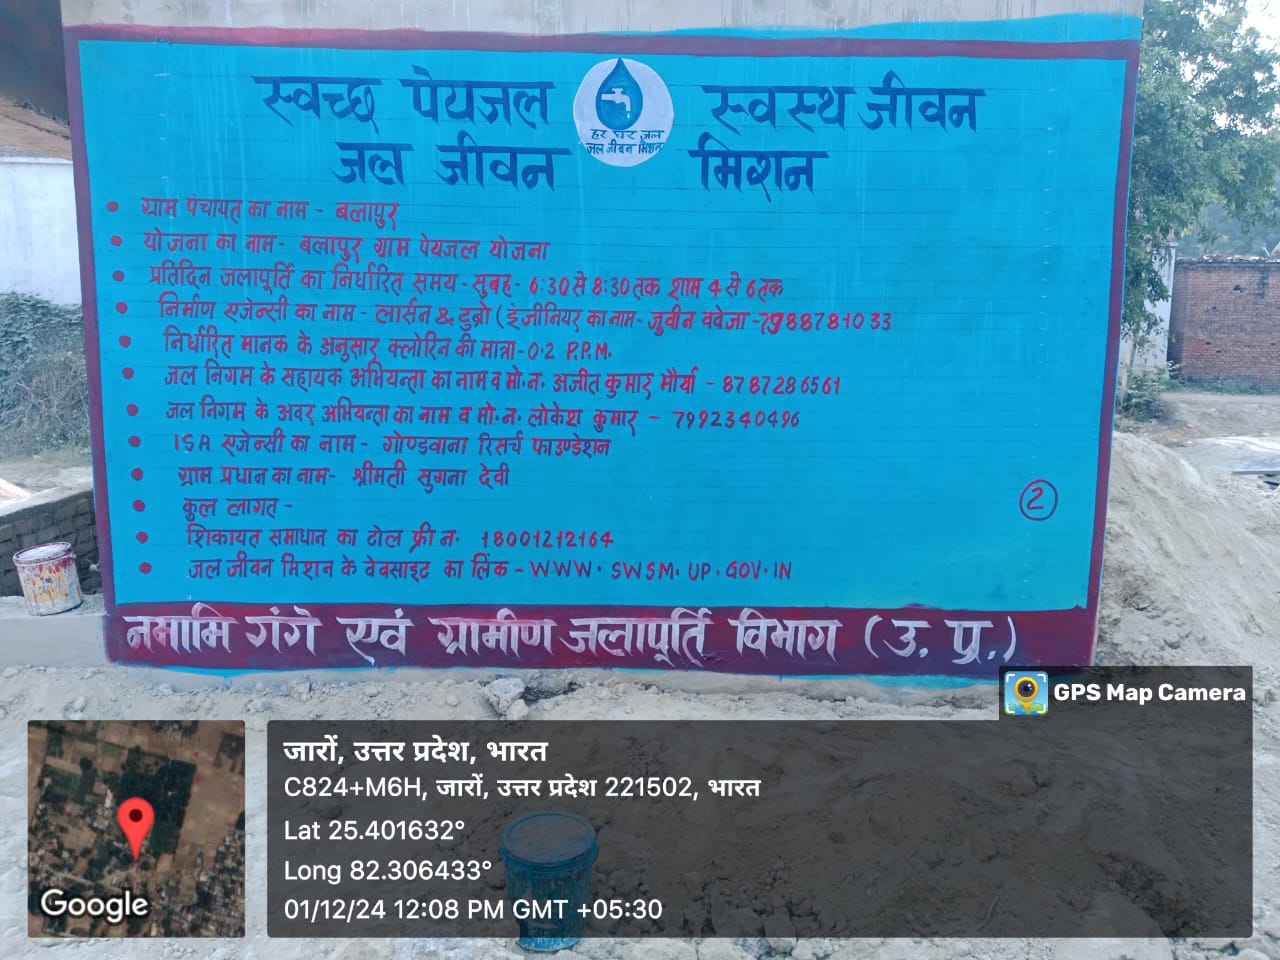 स्वच्छ पेयजल स्वस्थ जीवन
हर घर जल
जल जीवन मिशन
जल जीवन मिशन
• ग्राम पंचायत का नाम - बलापुर
• योजना का नाम - बलापुर ग्राम पेयजल योजना
• प्रतिदिन जलापूर्ति का निर्धारित समय - सुबह - 6:30 से 8:30 तक शाम 4 से 6 तक
• निर्माण एजेन्सी का नाम - लार्सन & टुब्रो (इंजीनियर का नाम - जुवीन ववेजा - 7988781033
• निर्धारित मानक के अनुसार क्लोरिन की मात्रा - 0.2 P.P.M.
• जल निगम के सहायक अभियन्ता का नाम व मो.न. अजीत कुमार मौर्या - 8787286561
• जल निगम के अवर अभियन्ता का नाम व मो.न. लोकेश कुमार - 7992340496
• ISA एजेन्सी का नाम - गोण्डवाना रिसर्च फाउण्डेशन
• ग्राम प्रधान का नाम - श्रीमती सुगना देवी
• कुल लागत -
2
• शिकायत समाधान का टोल फ्री न. 18001212164
• जल जीवन मिशन के वेबसाइट का लिंक - WWW.SWSM.UP.GOV.IN
नमामि गंगे एवं ग्रामीण जलापूर्ति विभाग (उ. प्र.)
GPS Map Camera
जारों, उत्तर प्रदेश, भारत
C824+M6H, जारों, उत्तर प्रदेश 221502, भारत
Lat 25.401632°
Long 82.306433°
01/12/24 12:08 PM GMT +05:30
Google